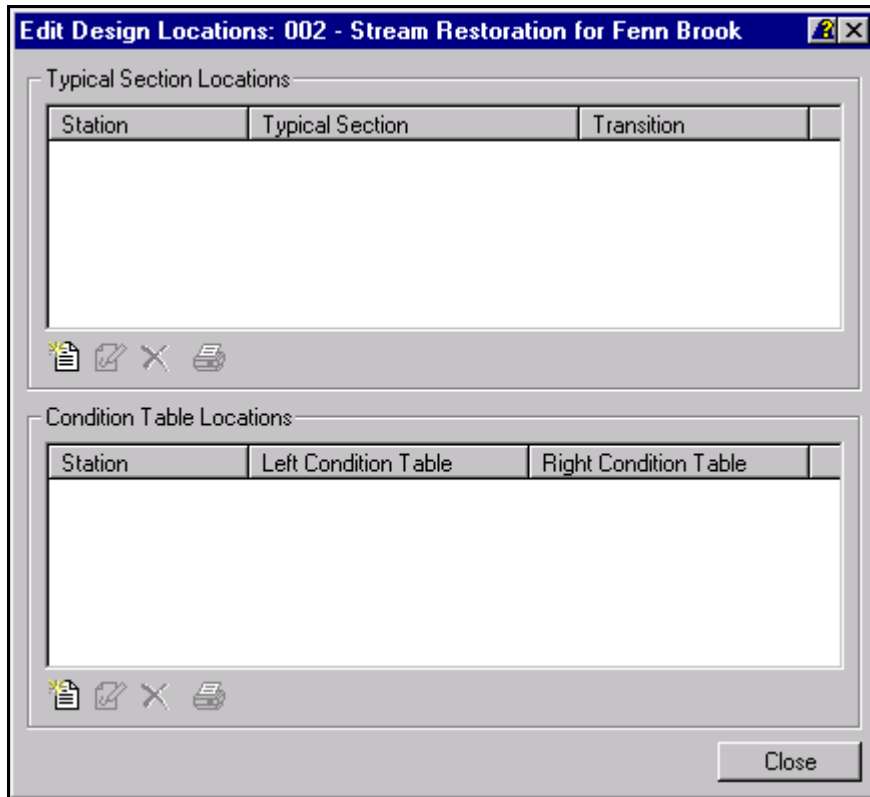 Edit Design Locations: 002 - Stream Restoration for Fenn Brook
Typical Section Locations
Station Typical Section Transition
Condition Table Locations
Station Left Condition Table Right Condition Table
Close